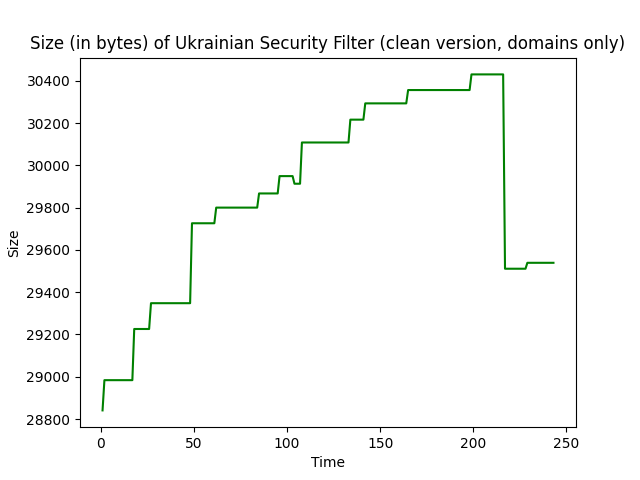 Size (in bytes) of Ukrainian Security Filter (clean version, domains only)
30400
30200
30000
29800
29600
29400
29200
29000
28800
Size
0 50 100 150 200 250
Time